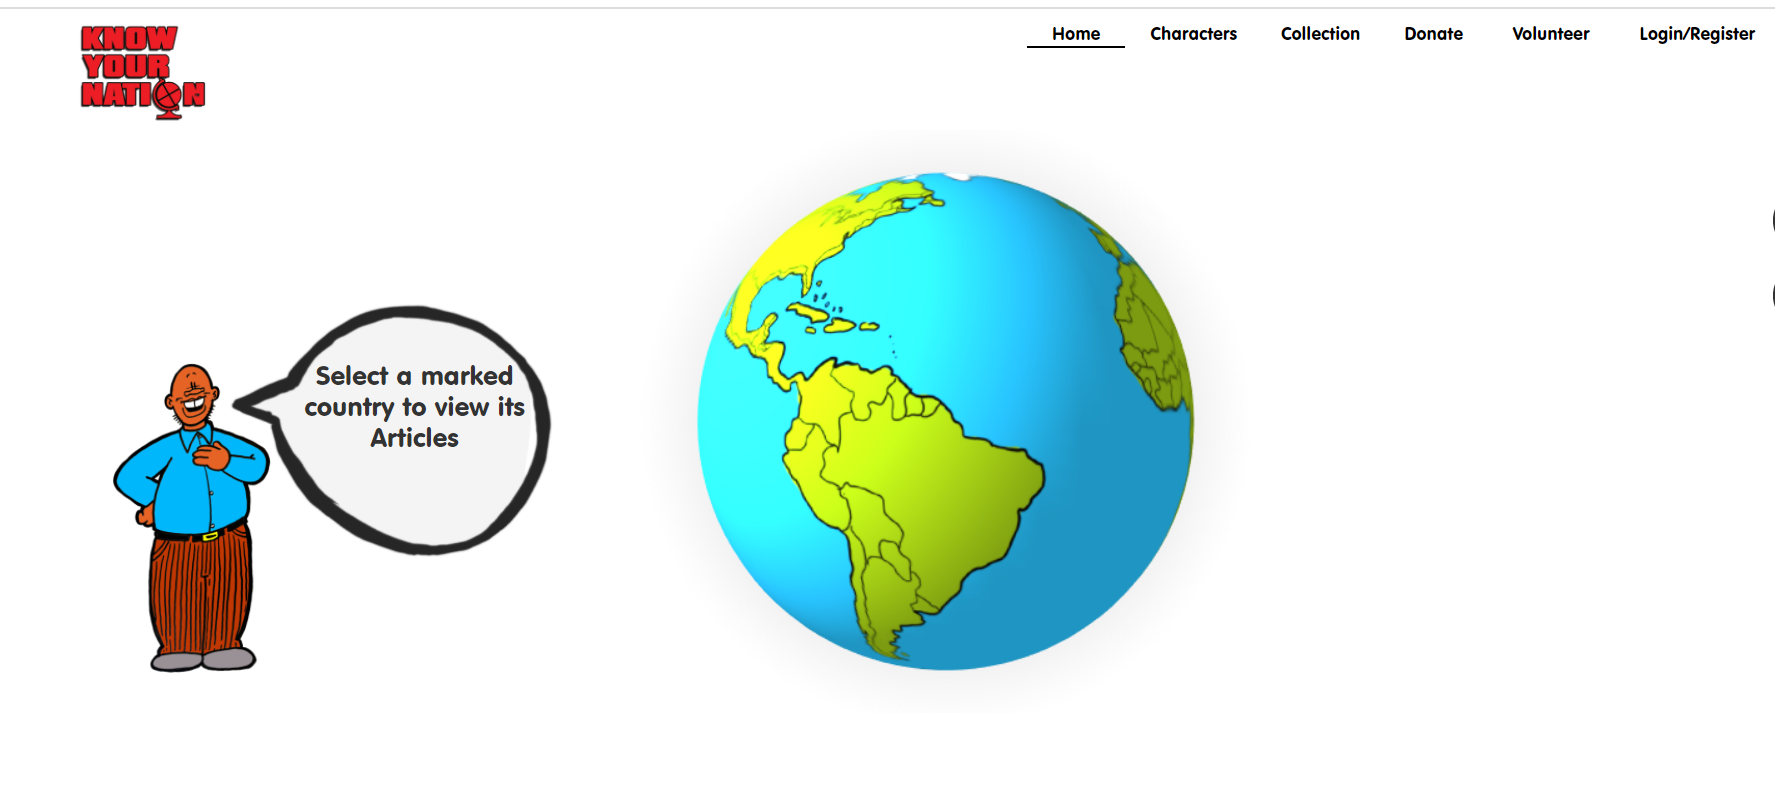 KNOW
YOUR
NATION
Home Characters Collection Donate Volunteer Login/Register
Select a marked
country to view its
Articles